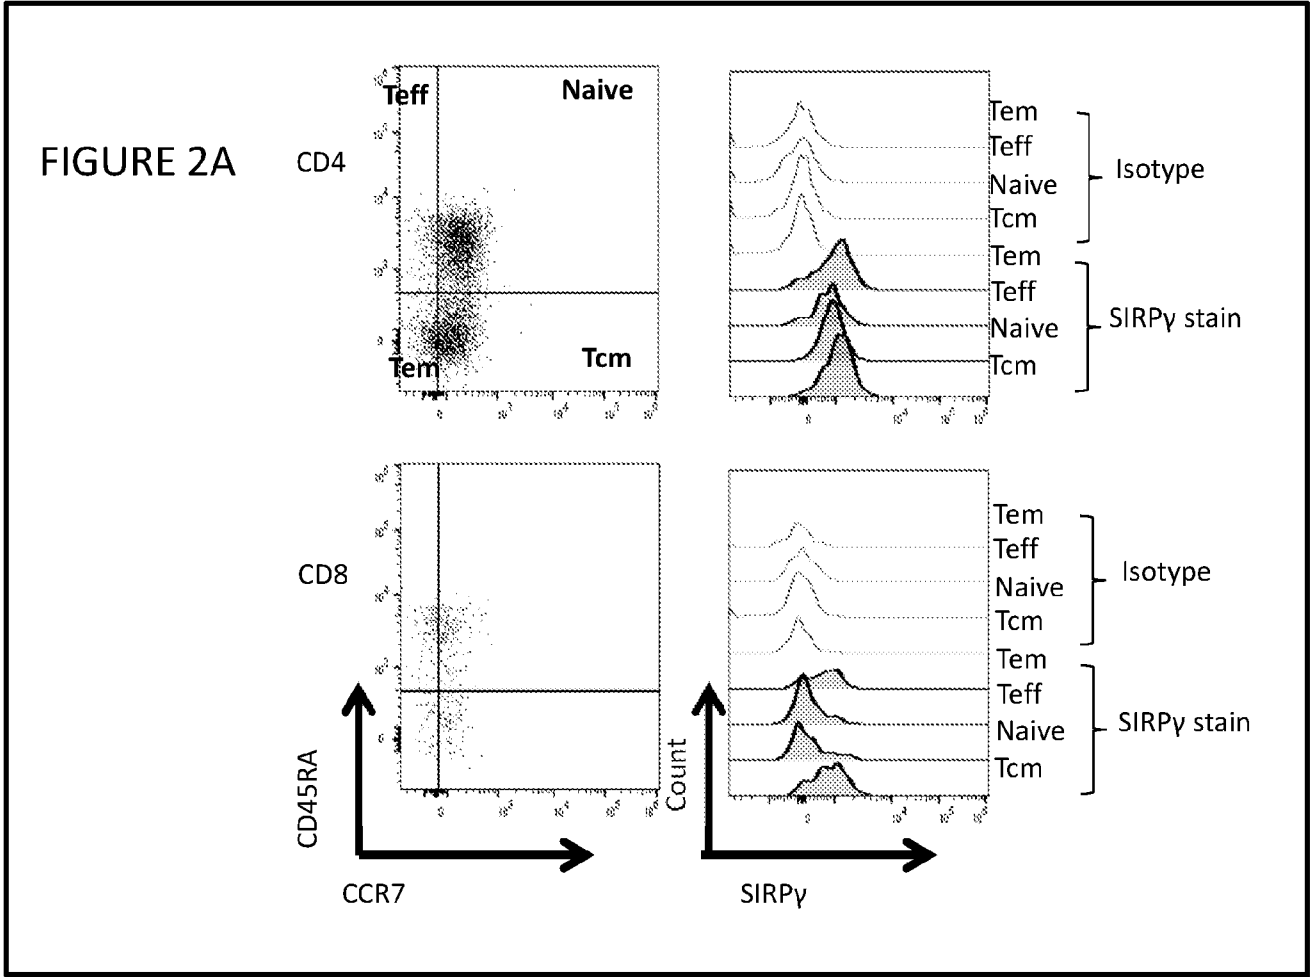 FIGURE 2A
CD4
Teff
Naive
Tem
Tcm
Tem
Teff
Naive
Tcm
Isotype
Tem
Teff
Naive
Tcm
SIRPγ stain
CD8
Tem
Teff
Naive
Tcm
Isotype
Tem
Teff
Naive
Tcm
SIRPγ stain
CD45RA
CCR7
Count
SIRPγ